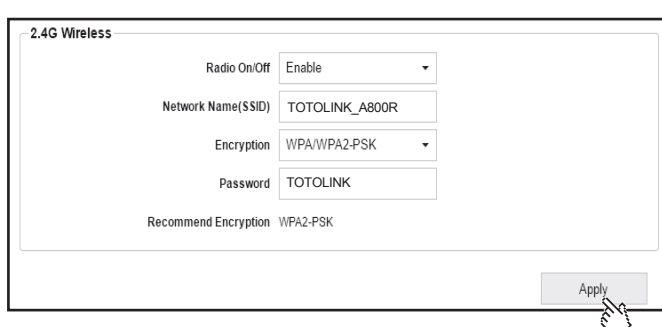 2.4G Wireless
Radio On/Off Enable
Network Name(SSID) TOTOLINK_A800R
Encryption WPA/WPA2-PSK
Password TOTOLINK
Recommend Encryption WPA2-PSK
Apply